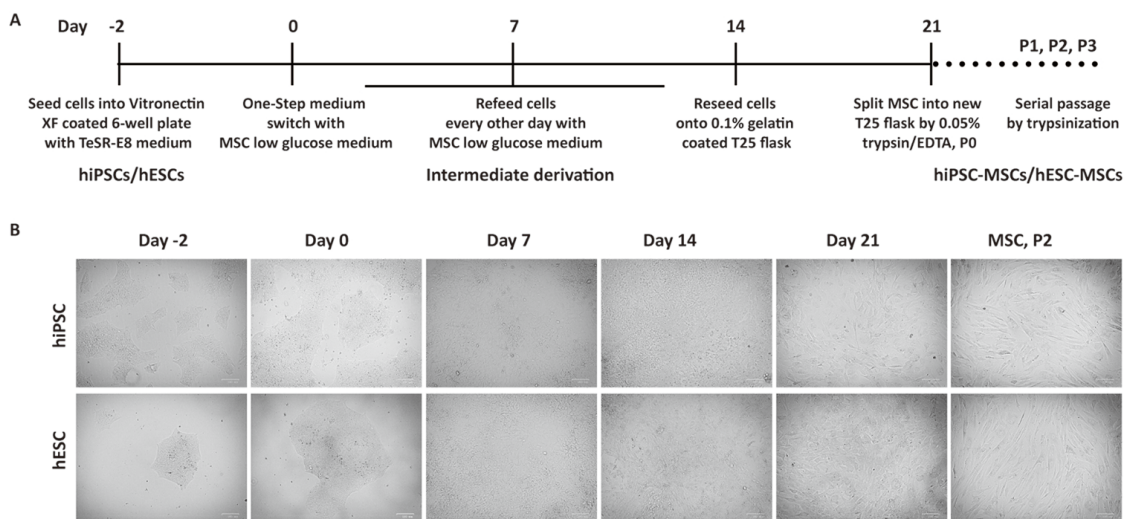 A
Day -2 0 7 14 21
P1, P2, P3
Seed cells into Vitronectin
XF coated 6-well plate
with TeSR-E8 medium
One-Step medium
switch with
MSC low glucose medium
Refeed cells
every other day with
MSC low glucose medium
Reseed cells
onto 0.1% gelatin
coated T25 flask
Split MSC into new
T25 flask by 0.05%
trypsin/EDTA, P0
Serial passage
by trypsinization
hiPSCs/hESCs
Intermediate derivation
hiPSC-MSCs/hESC-MSCs
B
Day -2 Day 0 Day 7 Day 14 Day 21 MSC, P2
hiPSC
hESC